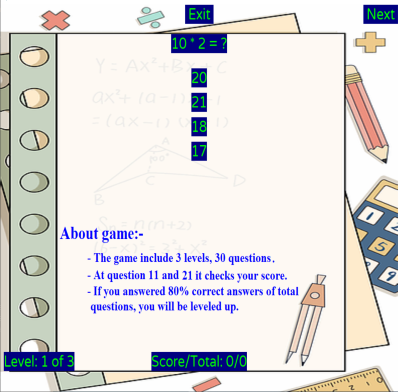 Exit
Next
10 * 2 = ?
20
21
18
17
About game:-
- The game include 3 levels, 30 questions.
- At question 11 and 21 it checks your score.
- If you answered 80% correct answers of total
questions, you will be leveled up.
Level: 1 of 3
Score/Total: 0/0